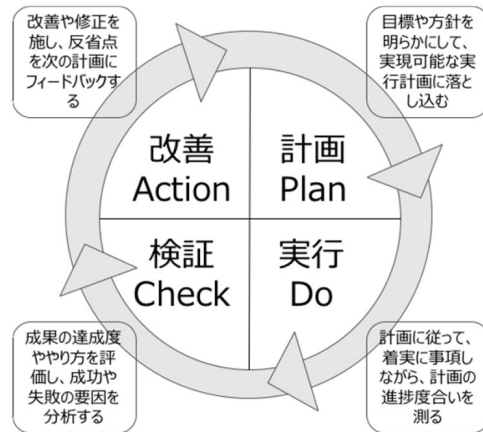 改善や修正を
施し、反省点
を次の計画に
フィードバックす
る
目標や方針を
明らかにして、
実現可能な実
行計画に落と
し込む
改善
Action
計画
Plan
検証
Check
実行
Do
成果の達成度
ややり方を評
価し、成功や
失敗の要因を
分析する
計画に従って、
着実に事項し
ながら、計画の
進捗度合いを
測る